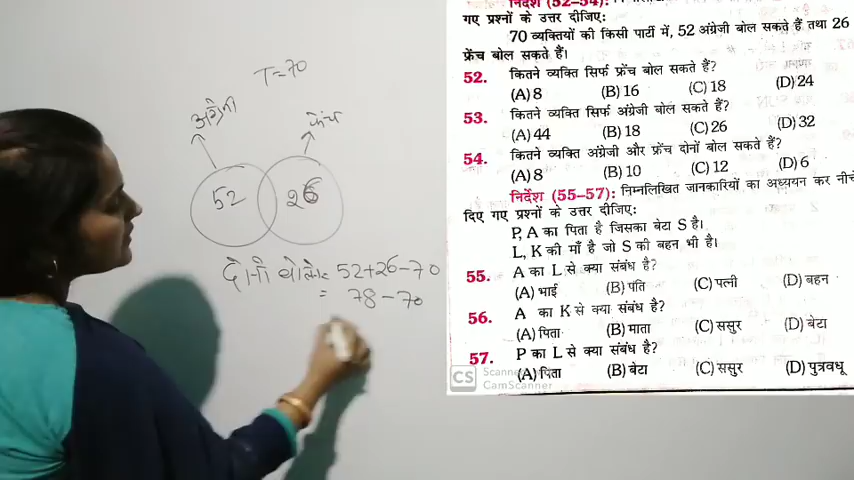 T=70
अंग्रेजी
फ्रेंच
52
26
दोनों बोले = 52+26-70
= 78-70
निर्देश (52-54):
गए प्रश्नों के उत्तर दीजिए:
70 व्यक्तियों की किसी पार्टी में, 52 अंग्रेजी बोल सकते हैं तथा 26
फ्रेंच बोल सकते हैं।
52. कितने व्यक्ति सिर्फ फ्रेंच बोल सकते हैं?
(A) 8 (B) 16 (C) 18 (D) 24
53. कितने व्यक्ति सिर्फ अंग्रेजी बोल सकते हैं?
(A) 44 (B) 18 (C) 26 (D) 32
54. कितने व्यक्ति अंग्रेजी और फ्रेंच दोनों बोल सकते हैं?
(A) 8 (B) 10 (C) 12 (D) 6
निर्देश (55-57): निम्नलिखित जानकारियों का अध्ययन कर नीचे
दिए गए प्रश्नों के उत्तर दीजिए:
P, A का पिता है जिसका बेटा S है।
L, K की माँ है जो S की बहन भी है।
55. A का L से क्या संबंध है?
(A) भाई (B) पति (C) पत्नी (D) बहन
56. A का K से क्या संबंध है?
(A) पिता (B) माता (C) ससुर (D) बेटा
57. P का L से क्या संबंध है?
(A) पिता (B) बेटा (C) ससुर (D) पुत्रवधू
CS CamScanner